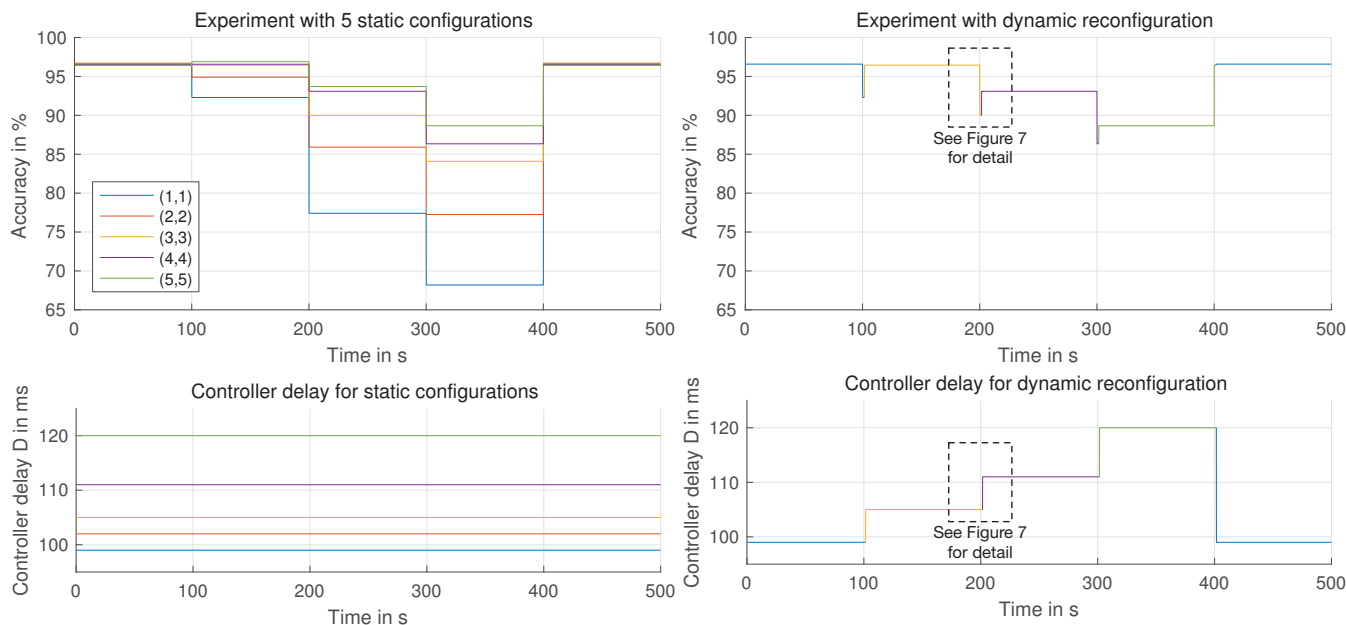 Experiment with 5 static configurations
Accuracy in %
100
95
90
85
80
75
70
65
(1,1)
(2,2)
(3,3)
(4,4)
(5,5)
0 100 200 300 400 500
Time in s
Experiment with dynamic reconfiguration
Accuracy in %
100
95
90
85
80
75
70
65
See Figure 7
for detail
0 100 200 300 400 500
Time in s
Controller delay for static configurations
Controller delay D in ms
120
110
100
0 100 200 300 400 500
Time in s
Controller delay for dynamic reconfiguration
Controller delay D in ms
120
110
100
See Figure 7
for detail
0 100 200 300 400 500
Time in s